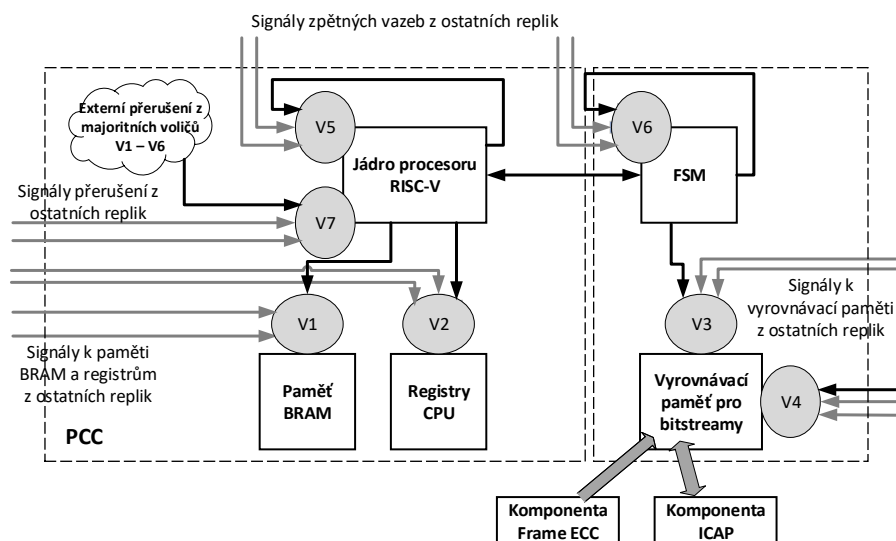 Signály zpětných vazeb z ostatních replik
Externí přerušení z
majoritních voličů
V1 – V6
V5
Jádro procesoru
RISC-V
V6
FSM
Signály přerušení z
ostatních replik
V7
V1
V2
V3
Signály k
vyrovnávací paměti
z ostatních replik
Signály k paměti
BRAM a registrům
z ostatních replik
Paměť
BRAM
Registry
CPU
Vyrovnávací
paměť pro
bitstreamy
V4
PCC
Komponenta
Frame ECC
Komponenta
ICAP